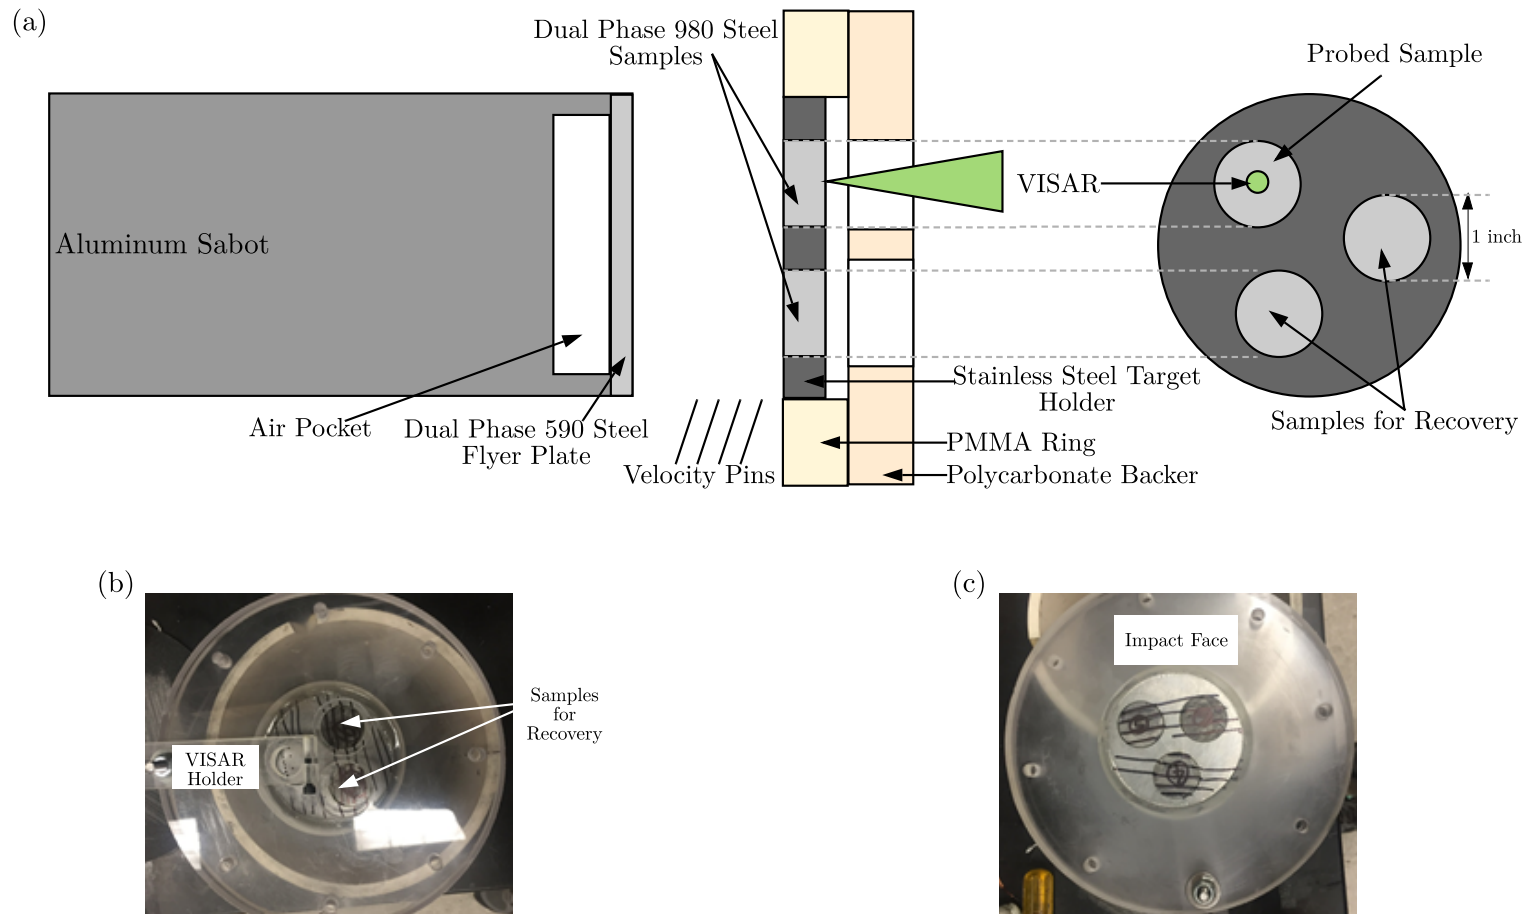 (a)
Dual Phase 980 Steel
Samples
Probed Sample
VISAR
Aluminum Sabot
1 inch
Stainless Steel Target
Holder
Air Pocket
Dual Phase 590 Steel
Flyer Plate
Samples for Recovery
PMMA Ring
Velocity Pins
Polycarbonate Backer
(b)
VISAR
Holder
Samples
for
Recovery
(c)
Impact Face